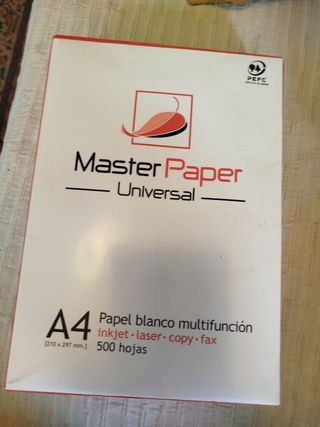 PEFC
Master Paper
Universal
A4
[210 x 297 mm.]
Papel blanco multifunción
inkjet · laser · copy · fax
500 hojas